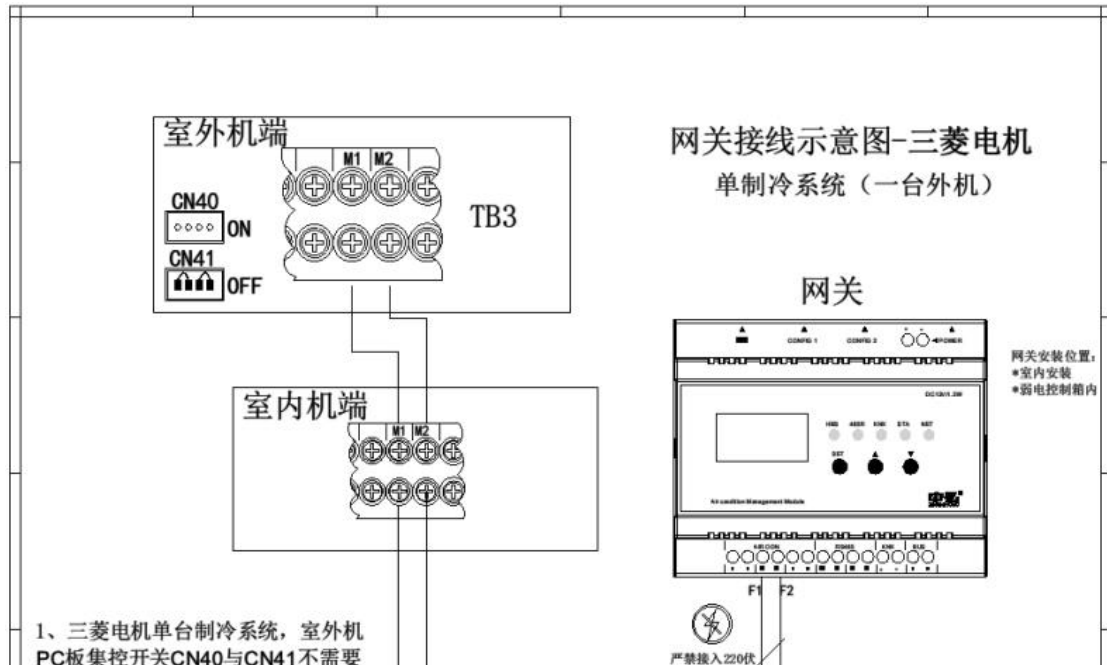 室外机端
M1 M2
CN40
ON
TB3
CN41
OFF
网关接线示意图-三菱电机
单制冷系统（一台外机）
网关
CONFIG 1
CONFIG 2
POWER
网关安装位置：
*室内安装
*弱电控制箱内
室内机端
M1 M2
SET
Air condition Management Module
F1 F2
严禁接入220伏
1、三菱电机单台制冷系统，室外机
PC板集控开关CN40与CN41不需要